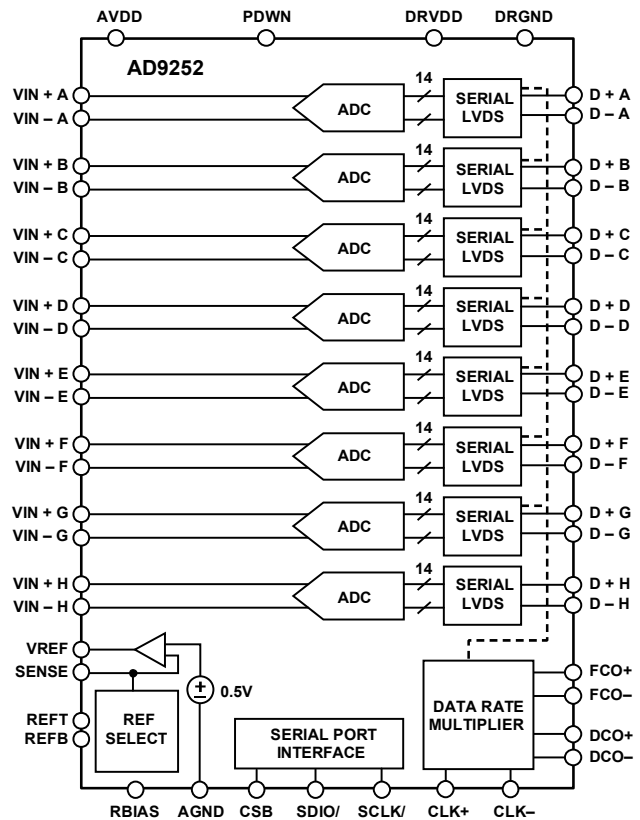 AVDD PDWN DRVDD DRGND
AD9252
VIN + A
VIN – A
ADC
14
SERIAL
LVDS
D + A
D – A
VIN + B
VIN – B
ADC
14
SERIAL
LVDS
D + B
D – B
VIN + C
VIN – C
ADC
14
SERIAL
LVDS
D + C
D – C
VIN + D
VIN – D
ADC
14
SERIAL
LVDS
D + D
D – D
VIN + E
VIN – E
ADC
14
SERIAL
LVDS
D + E
D – E
VIN + F
VIN – F
ADC
14
SERIAL
LVDS
D + F
D – F
VIN + G
VIN – G
ADC
14
SERIAL
LVDS
D + G
D – G
VIN + H
VIN – H
ADC
14
SERIAL
LVDS
D + H
D – H
VREF
SENSE
REFT
REFB
+
–
0.5V
REF
SELECT
SERIAL PORT
INTERFACE
DATA RATE
MULTIPLIER
FCO+
FCO–
DCO+
DCO–
RBIAS AGND CSB SDIO/ SCLK/ CLK+ CLK–